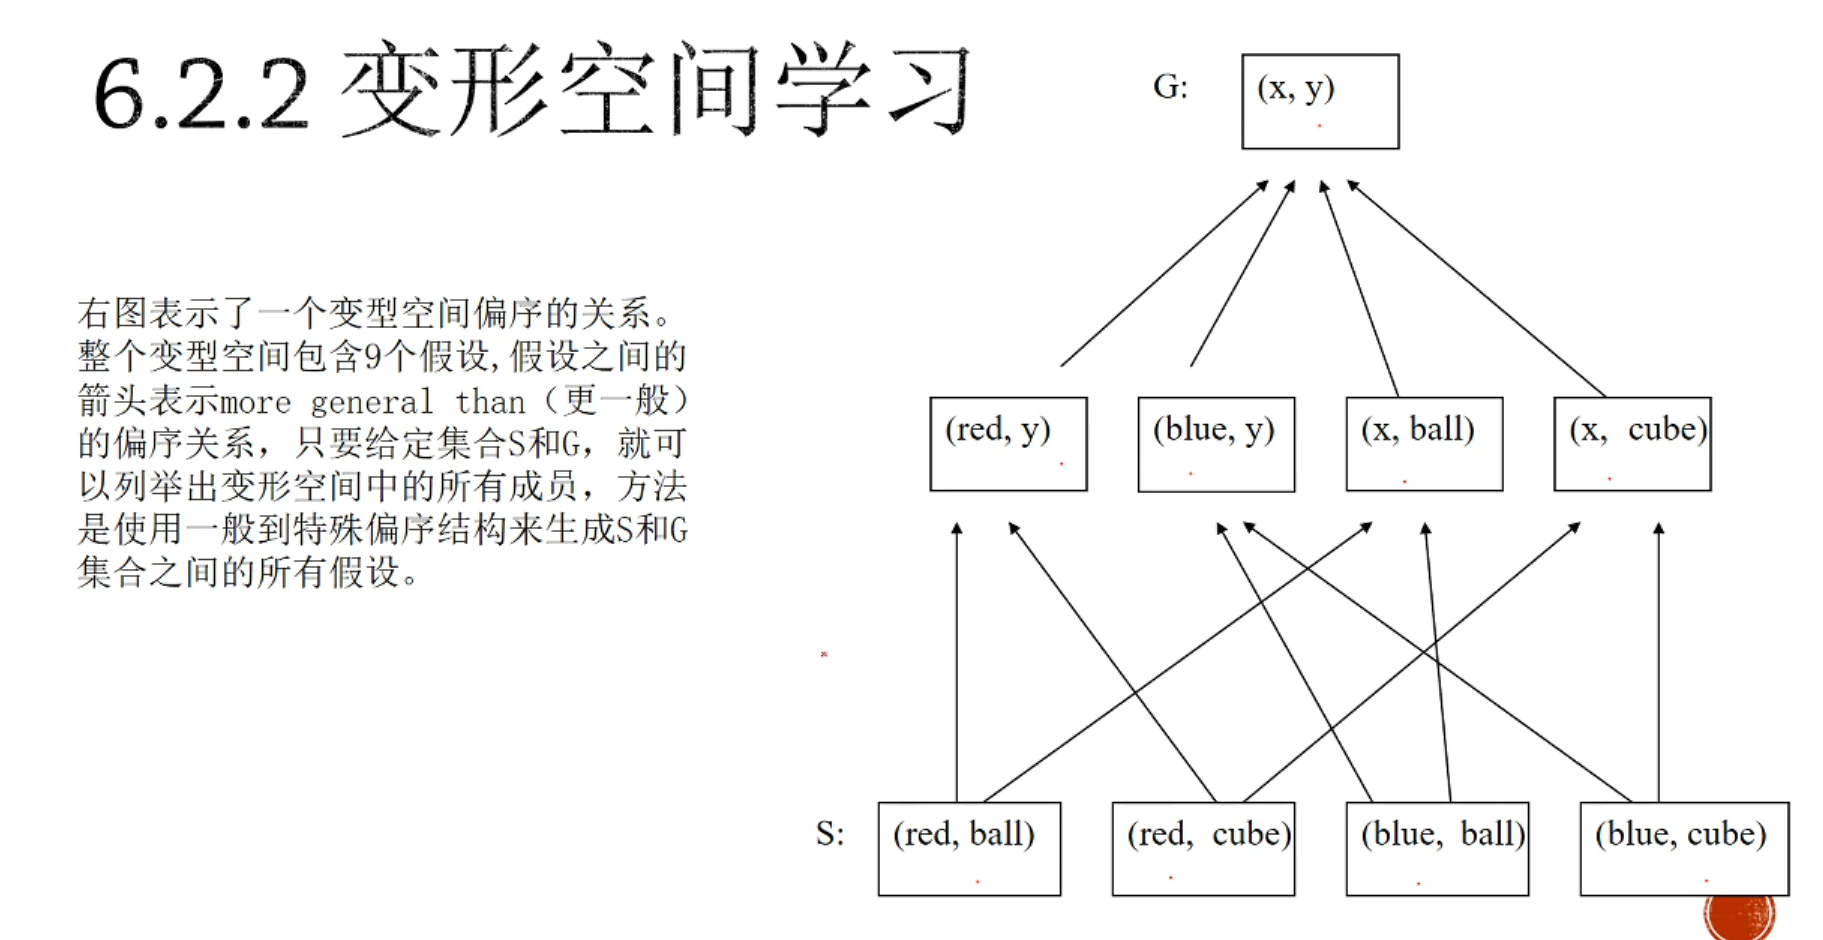 6.2.2 变形空间学习
右图表示了一个变型空间偏序的关系。
整个变型空间包含9个假设,假设之间的
箭头表示more general than（更一般）
的偏序关系，只要给定集合S和G，就可
以列举出变形空间中的所有成员，方法
是使用一般到特殊偏序结构来生成S和G
集合之间的所有假设。
G: (x, y)
(red, y) (blue, y) (x, ball) (x, cube)
S: (red, ball) (red, cube) (blue, ball) (blue, cube)